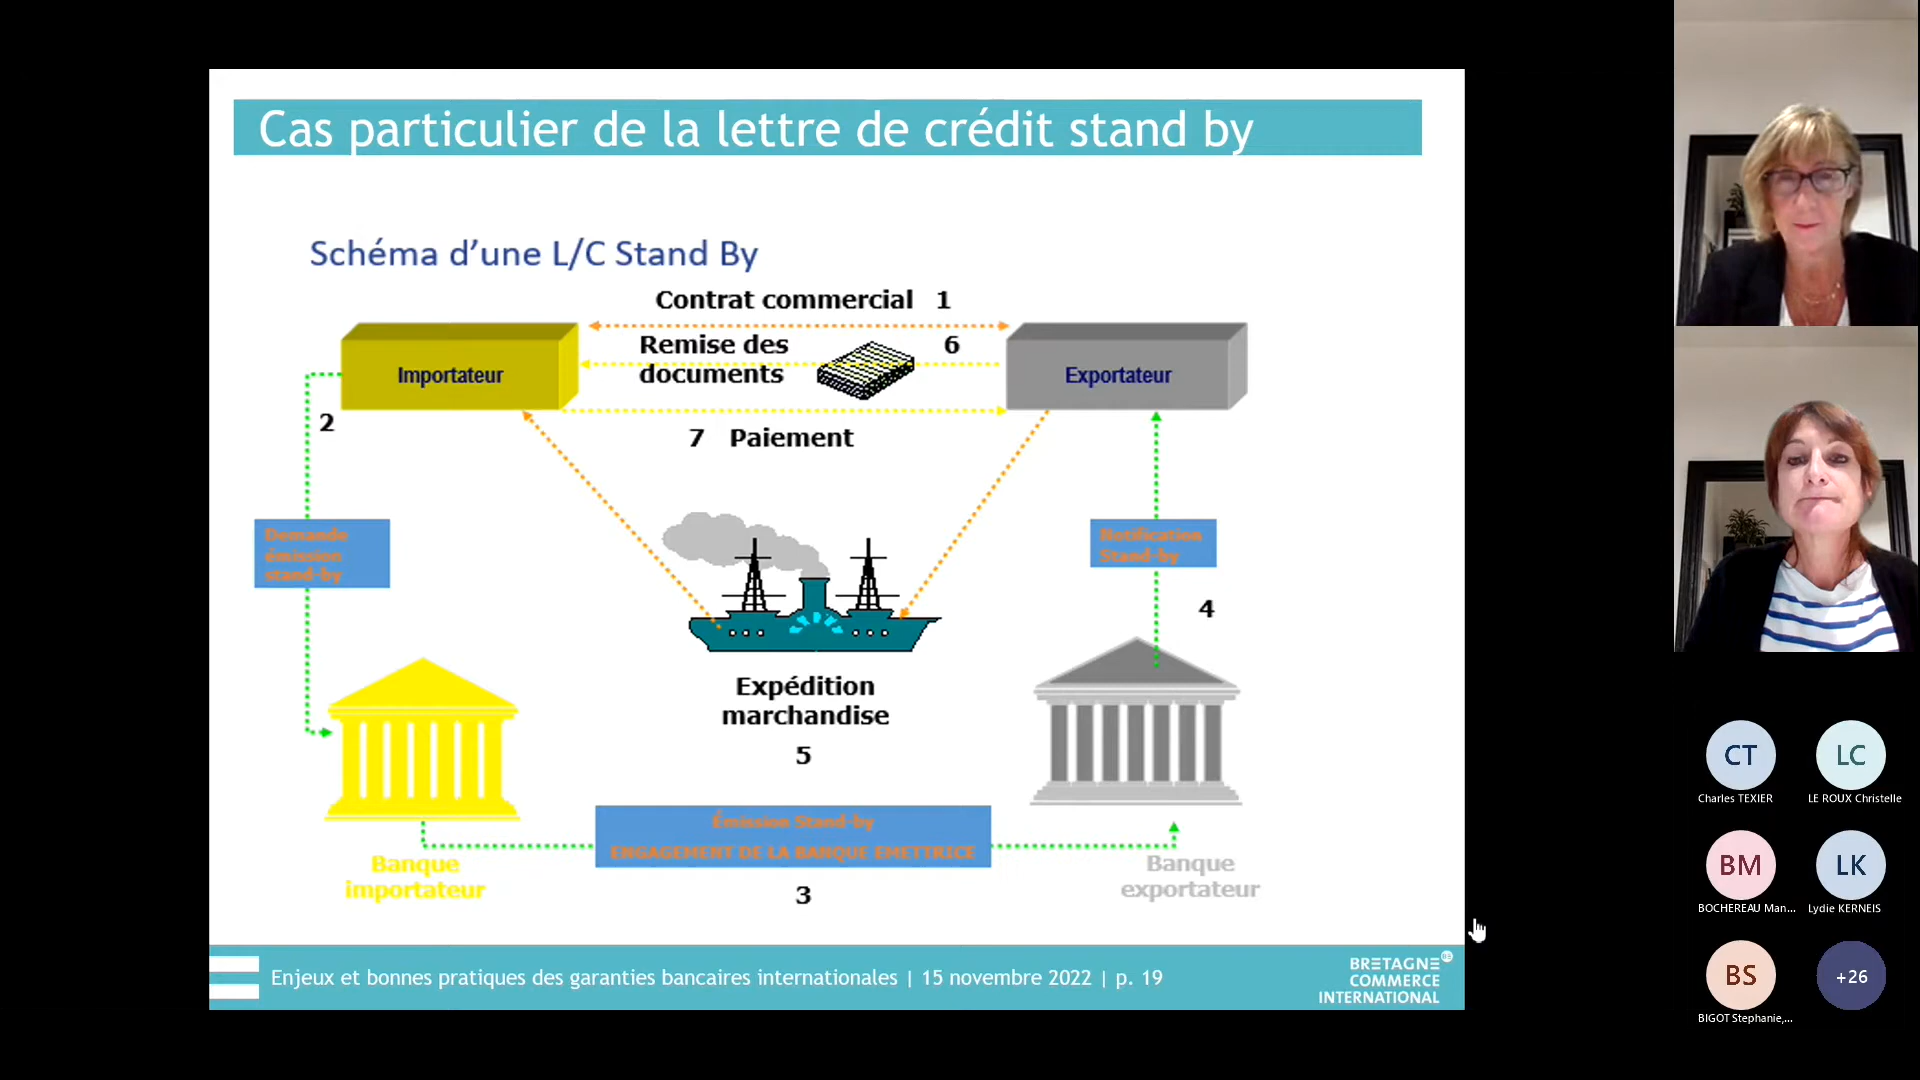 Cas particulier de la lettre de crédit stand by
Schéma d’une L/C Stand By
Contrat commercial 1
Importateur
Remise des
documents
6
Exportateur
2
7 Paiement
Demande
émission
stand-by
Notification
Stand-by
4
Expédition
marchandise
5
Émission Stand-by
ENGAGEMENT DE LA BANQUE EMETTRICE
3
Banque
importateur
Banque
exportateur
Enjeux et bonnes pratiques des garanties bancaires internationales | 15 novembre 2022 | p. 19
BRETAGNE
COMMERCE
INTERNATIONAL
CT
Charles TEXIER
LC
LE ROUX Christelle
BM
BOCHEREAU Man...
LK
Lydie KERNEIS
BS
BIGOT Stephanie,...
+26